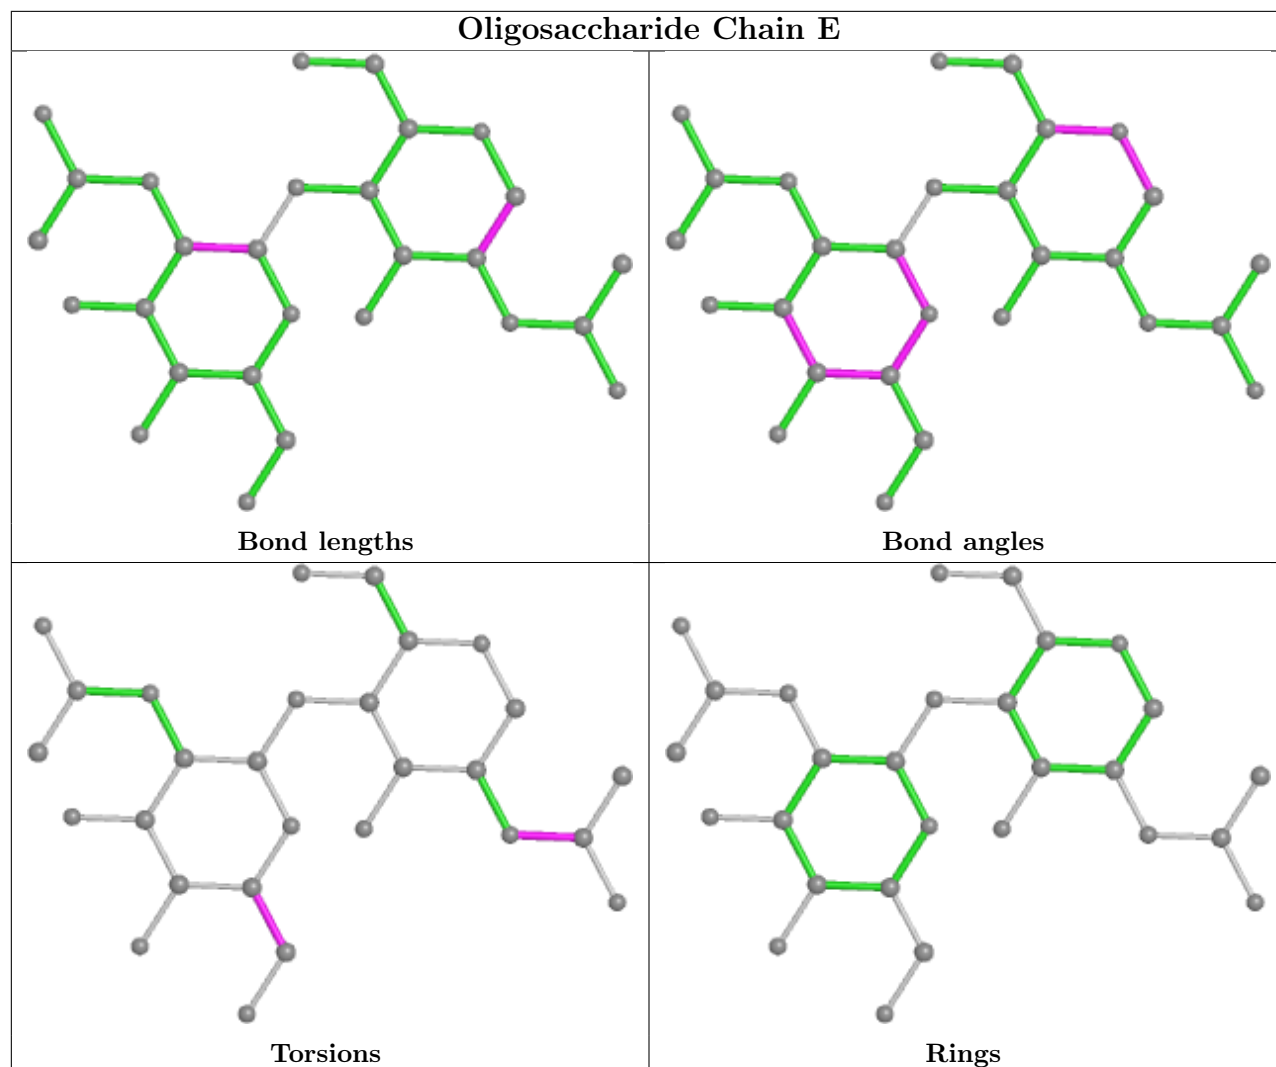 Oligosaccharide Chain E
Bond lengths
Bond angles
Torsions
Rings